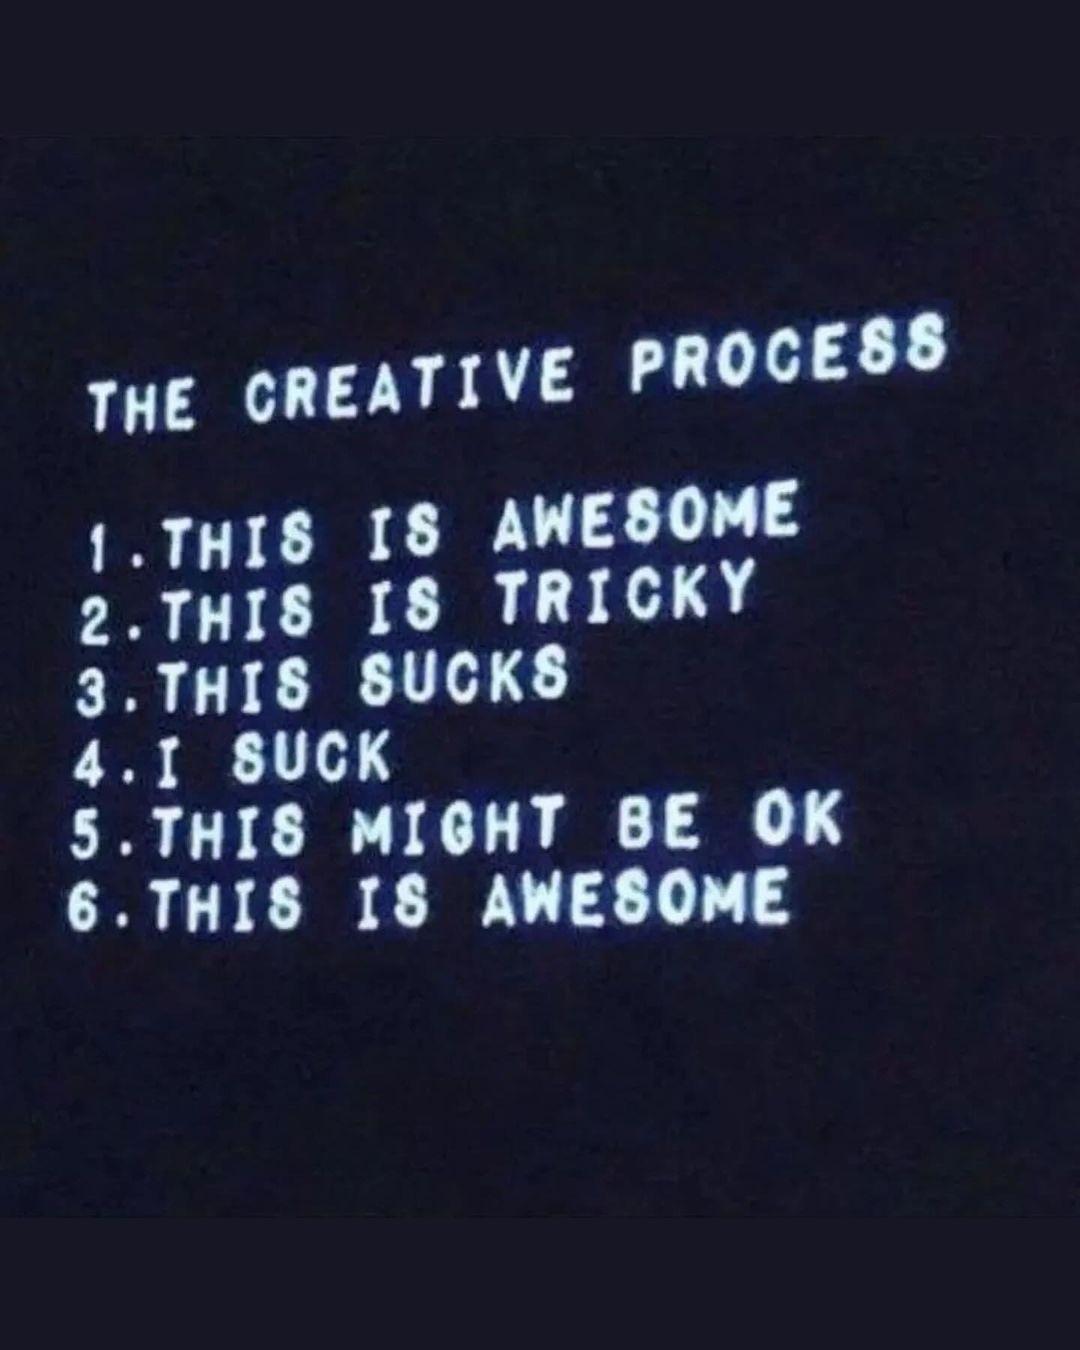 THE CREATIVE PROCESS
1.THIS IS AWESOME
2.THIS IS TRICKY
3.THIS SUCKS
4.I SUCK
5.THIS MIGHT BE OK
6.THIS IS AWESOME